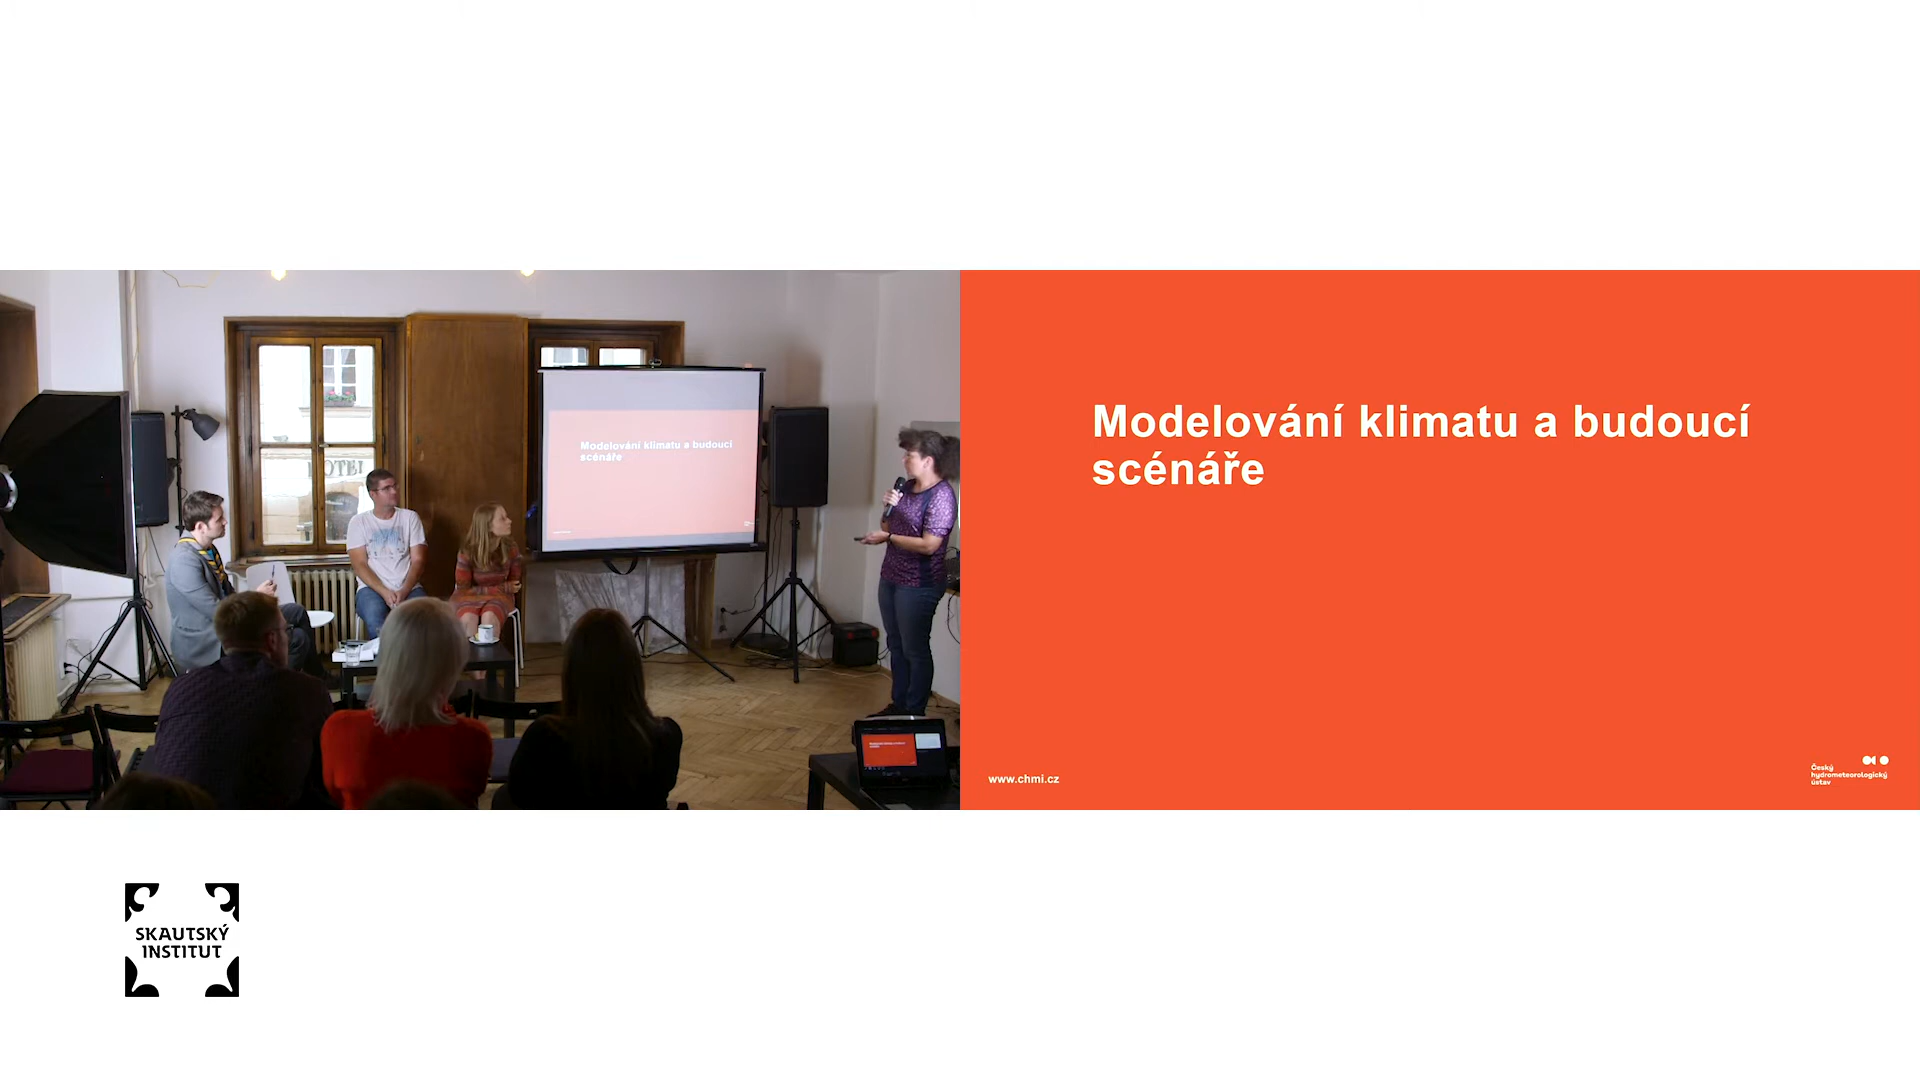 Modelování klimatu a budoucí
scénáře
Modelování klimatu a budoucí
scénáře
www.chmi.cz
Český
hydrometeorologický
ústav
SKAUTSKÝ
INSTITUT